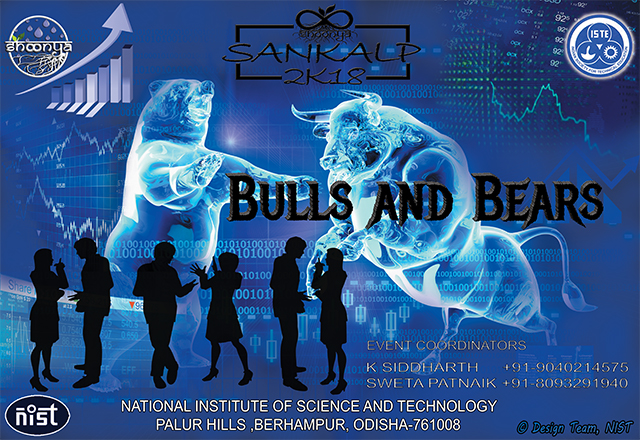 shoonya
shoonya
SANKALP
2K18
ISTE
BULLS AND BEARS
EVENT COORDINATORS
K SIDDHARTH +91-9040214575
SWETA PATNAIK +91-8093291940
nist
NATIONAL INSTITUTE OF SCIENCE AND TECHNOLOGY
PALUR HILLS ,BERHAMPUR, ODISHA-761008
© Design Team, NIST